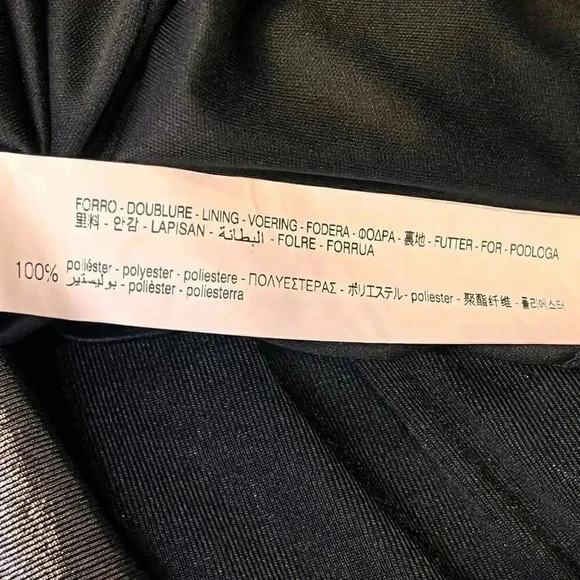 FORRO - DOUBLURE - LINING - VOERING - FODERA - ΦΟΔΡΑ - 裏地 - FUTTER - FOR - PODLOGA
里料 - 안감 - LAPISAN - البطانة - FOLRE - FORRUA
100% poliéster - polyester - poliestere - ΠΟΛΥΕΣΤΕΡΑΣ - ポリエステル - poliester - 聚酯纤维 - 폴리에스터
بوليستير - polièster - poliesterra